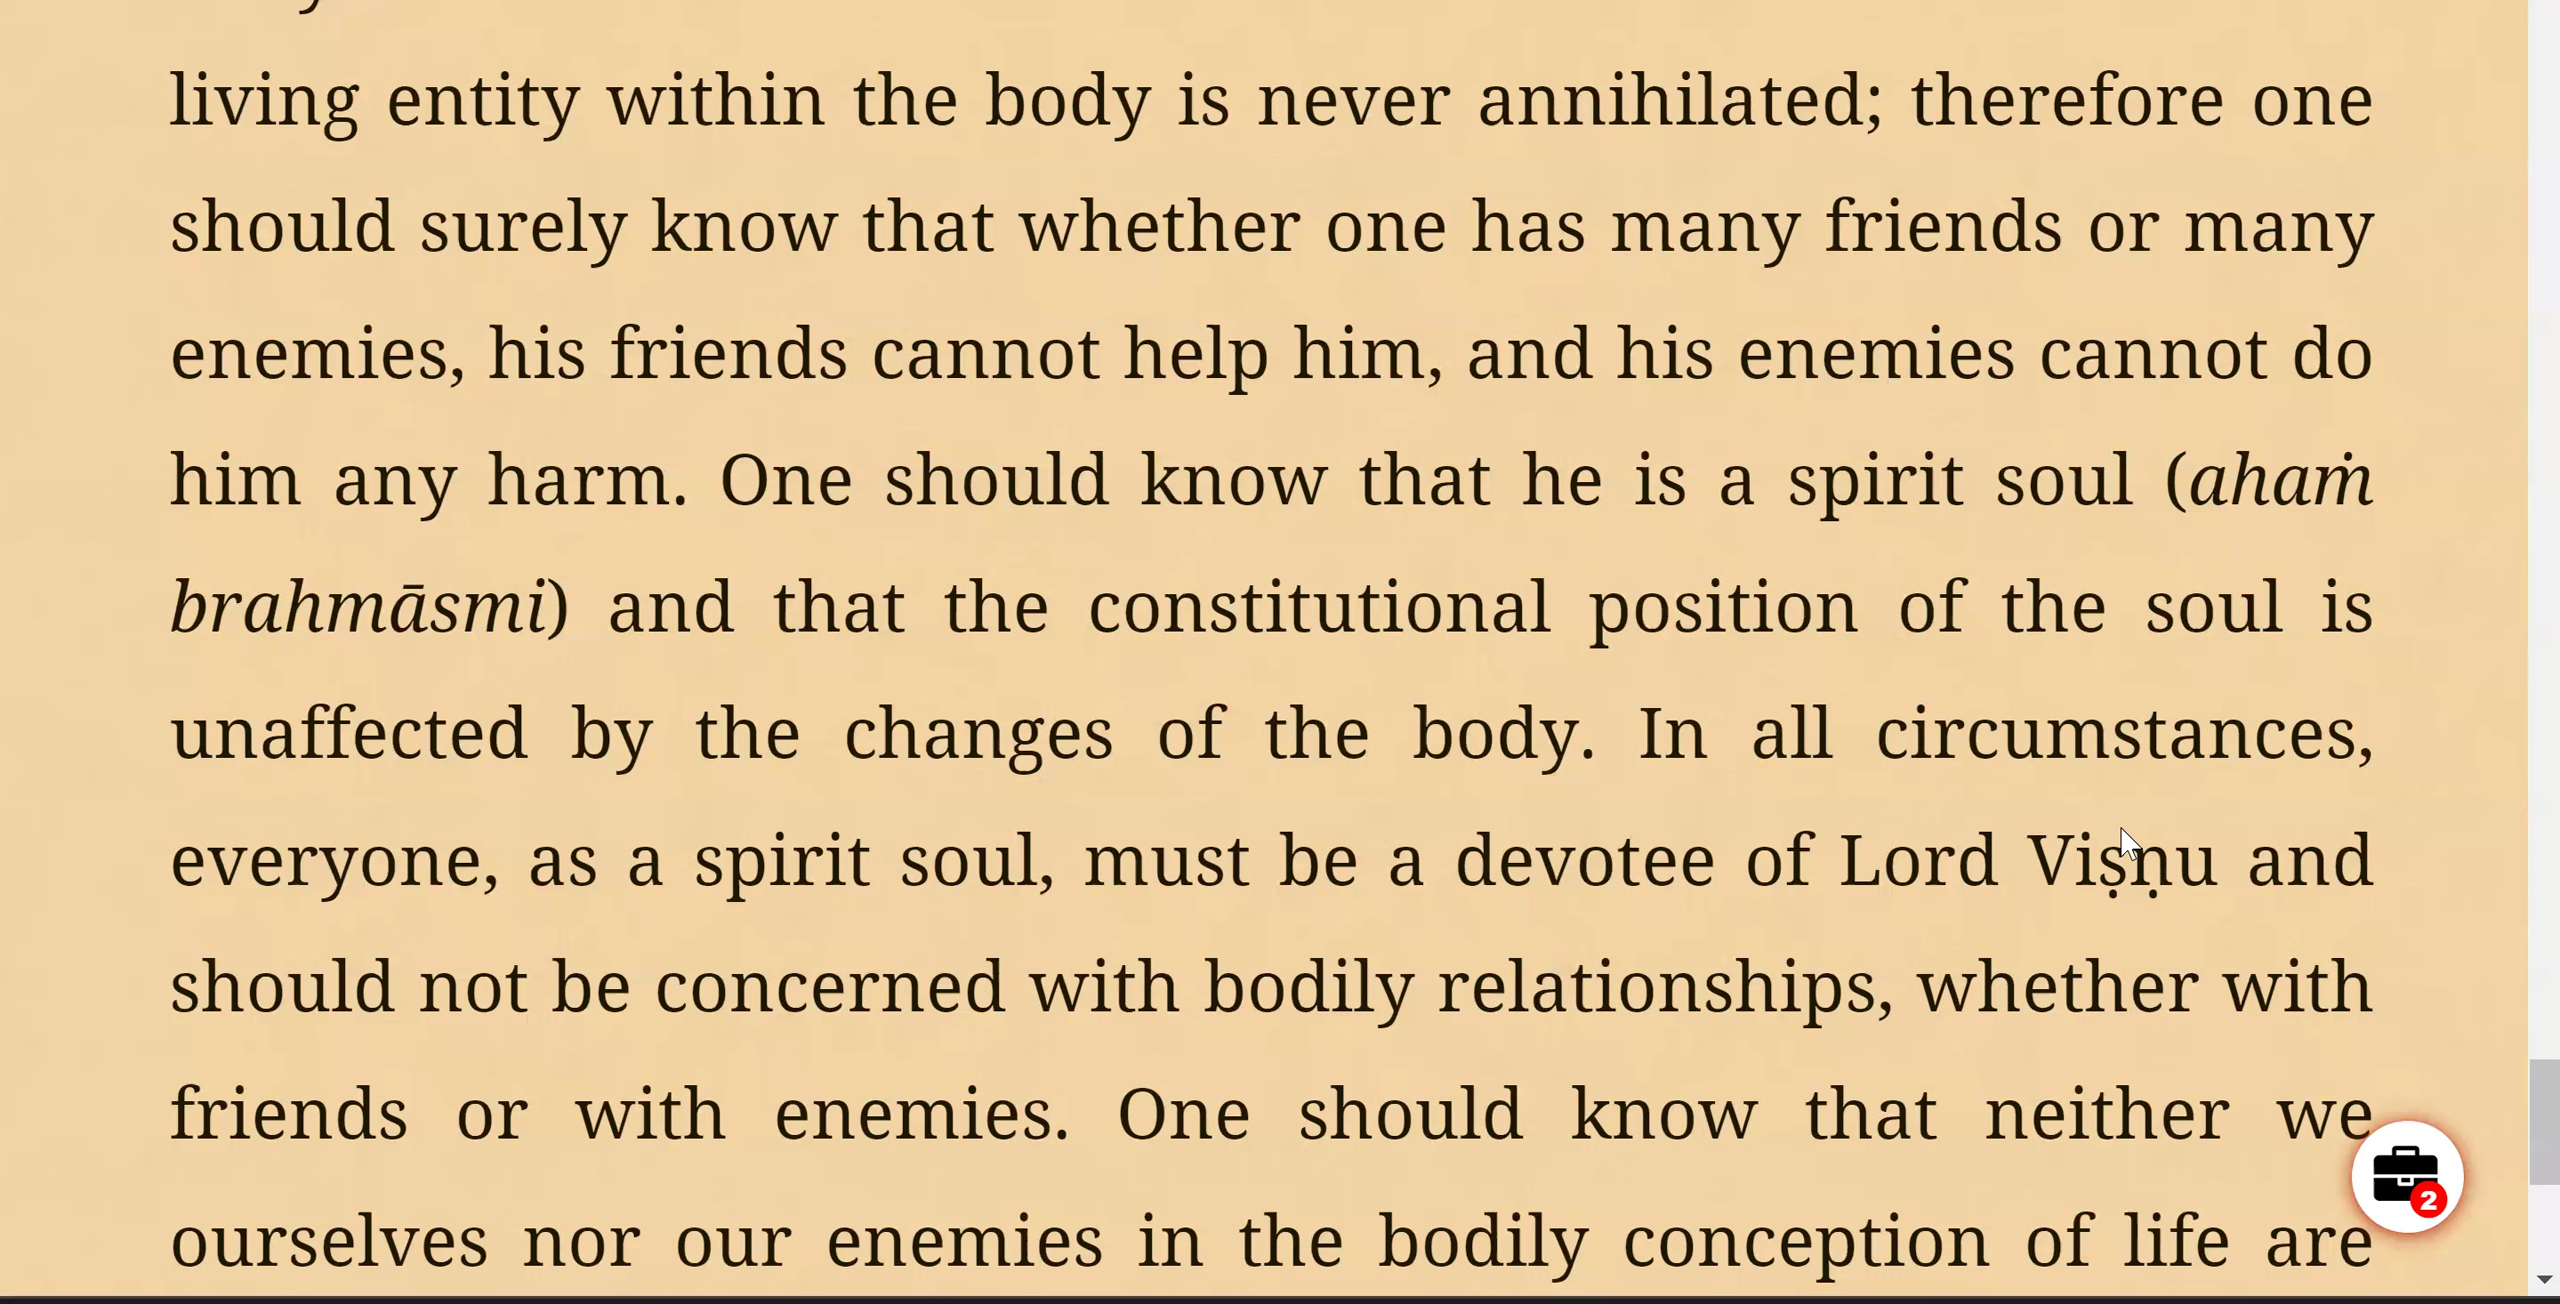 living entity within the body is never annihilated; therefore one
should surely know that whether one has many friends or many
enemies, his friends cannot help him, and his enemies cannot do
him any harm. One should know that he is a spirit soul (ahaṁ
brahmāsmi) and that the constitutional position of the soul is
unaffected by the changes of the body. In all circumstances,
everyone, as a spirit soul, must be a devotee of Lord Viṣṇu and
should not be concerned with bodily relationships, whether with
friends or with enemies. One should know that neither we
ourselves nor our enemies in the bodily conception of life are
2